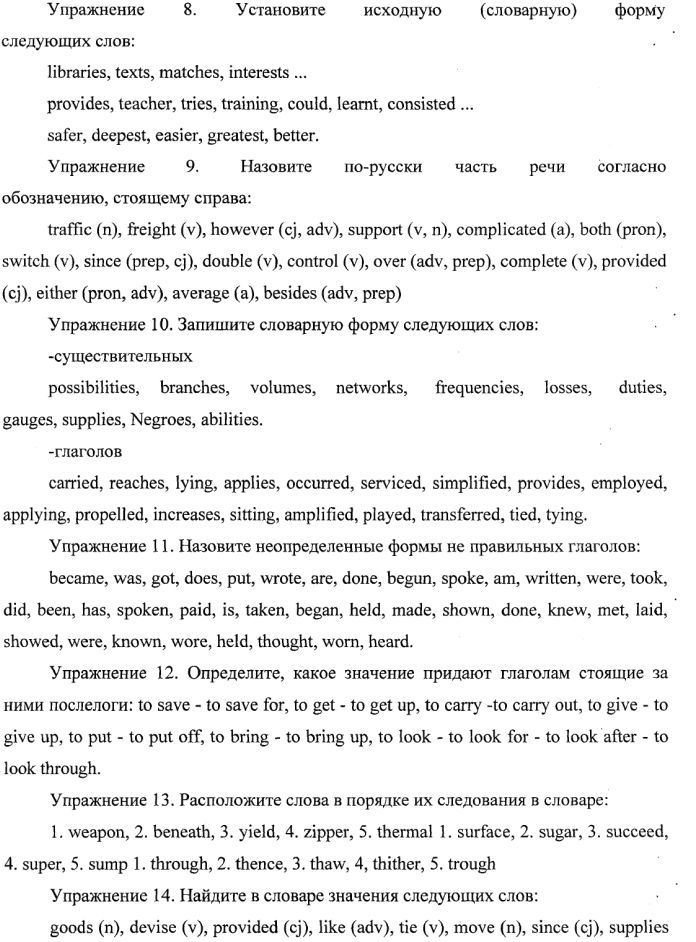 Упражнение 8. Установите исходную (словарную) форму
следующих слов:
libraries, texts, matches, interests ...
provides, teacher, tries, training, could, learnt, consisted ...
safer, deepest, easier, greatest, better.
Упражнение 9. Назовите по-русски часть речи согласно
обозначению, стоящему справа:
traffic (n), freight (v), however (cj, adv), support (v, n), complicated (a), both (pron),
switch (v), since (prep, cj), double (v), control (v), over (adv, prep), complete (v), provided
(cj), either (pron, adv), average (a), besides (adv, prep)
Упражнение 10. Запишите словарную форму следующих слов:
-существительных
possibilities, branches, volumes, networks, frequencies, losses, duties,
gauges, supplies, Negroes, abilities.
-глаголов
carried, reaches, lying, applies, occurred, serviced, simplified, provides, employed,
applying, propelled, increases, sitting, amplified, played, transferred, tied, tying.
Упражнение 11. Назовите неопределенные формы не правильных глаголов:
became, was, got, does, put, wrote, are, done, begun, spoke, am, written, were, took,
did, been, has, spoken, paid, is, taken, began, held, made, shown, done, knew, met, laid,
showed, were, known, wore, held, thought, worn, heard.
Упражнение 12. Определите, какое значение придают глаголам стоящие за
ними послелоги: to save - to save for, to get - to get up, to carry -to carry out, to give - to
give up, to put - to put off, to bring - to bring up, to look - to look for - to look after - to
look through.
Упражнение 13. Расположите слова в порядке их следования в словаре:
1. weapon, 2. beneath, 3. yield, 4. zipper, 5. thermal 1. surface, 2. sugar, 3. succeed,
4. super, 5. sump 1. through, 2. thence, 3. thaw, 4, thither, 5. trough
Упражнение 14. Найдите в словаре значения следующих слов:
goods (n), devise (v), provided (cj), like (adv), tie (v), move (n), since (cj), supplies